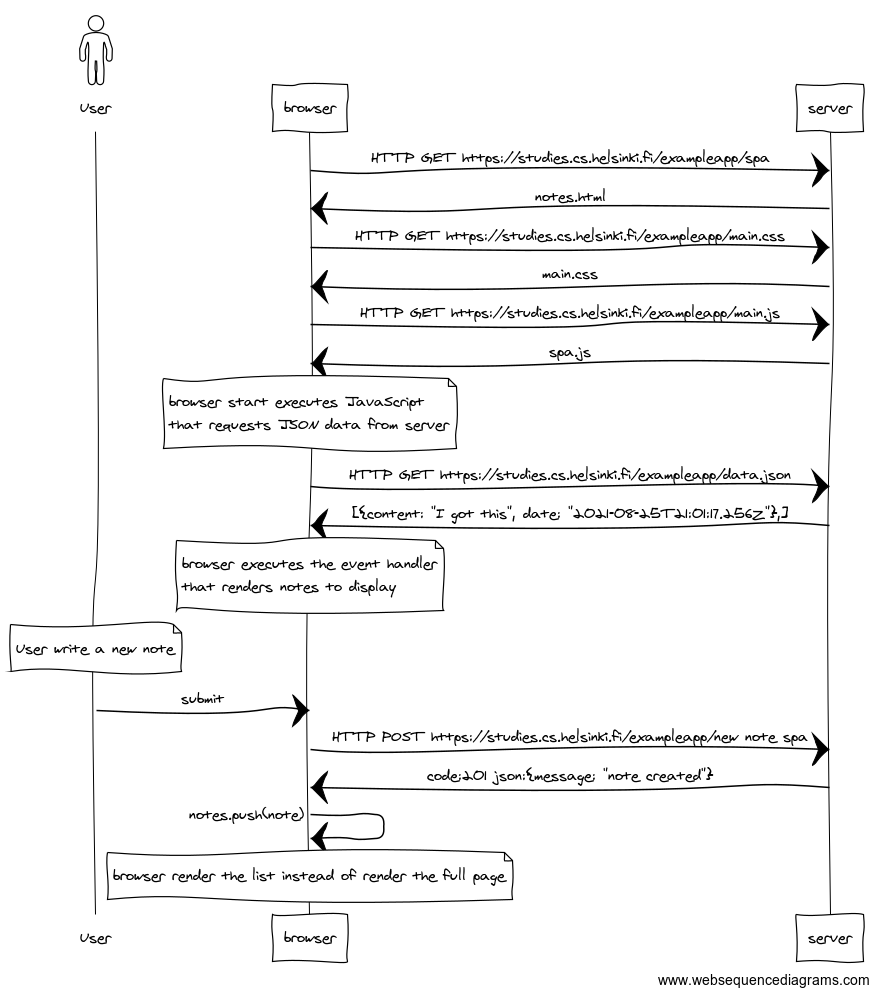 User
browser
server
HTTP GET https://studies.cs.helsinki.fi/exampleapp/spa
notes.html
HTTP GET https://studies.cs.helsinki.fi/exampleapp/main.css
main.css
HTTP GET https://studies.cs.helsinki.fi/exampleapp/main.js
spa.js
browser start executes JavaScript
that requests JSON data from server
HTTP GET https://studies.cs.helsinki.fi/exampleapp/data.json
[{content: "I got this", date: "2021-08-25T21:01:17.256Z"},]
browser executes the event handler
that renders notes to display
User write a new note
submit
HTTP POST https://studies.cs.helsinki.fi/exampleapp/new note spa
code:201 json:{message: "note created"}
notes.push(note)
browser render the list instead of render the full page
User
browser
server
www.websequencediagrams.com